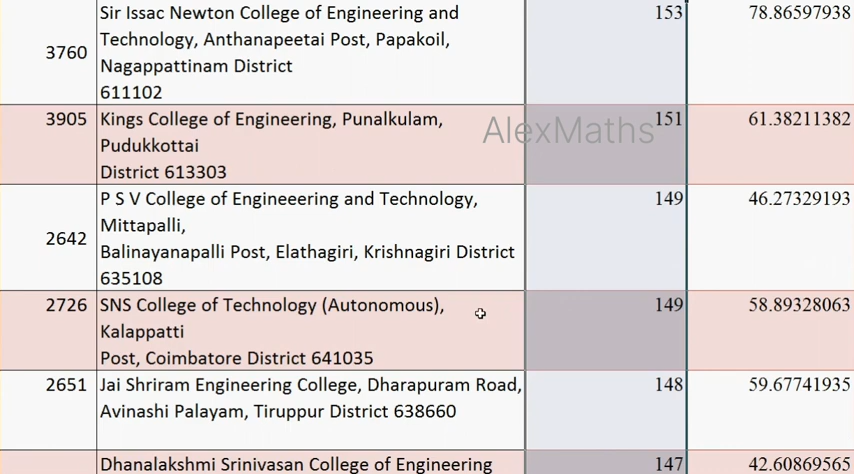 Sir Issac Newton College of Engineering and
Technology, Anthanapeetai Post, Papakoil,
Nagappattinam District
611102
3760
153
78.86597938
3905
Kings College of Engineering, Punalkulam,
Pudukkottai
District 613303
151
61.38211382
AlexMaths
P S V College of Engineeering and Technology,
Mittapalli,
Balinayanapalli Post, Elathagiri, Krishnagiri District
635108
2642
149
46.27329193
2726
SNS College of Technology (Autonomous),
Kalappatti
Post, Coimbatore District 641035
149
58.89328063
2651
Jai Shriram Engineering College, Dharapuram Road,
Avinashi Palayam, Tiruppur District 638660
148
59.67741935
Dhanalakshmi Srinivasan College of Engineering
147
42.60869565